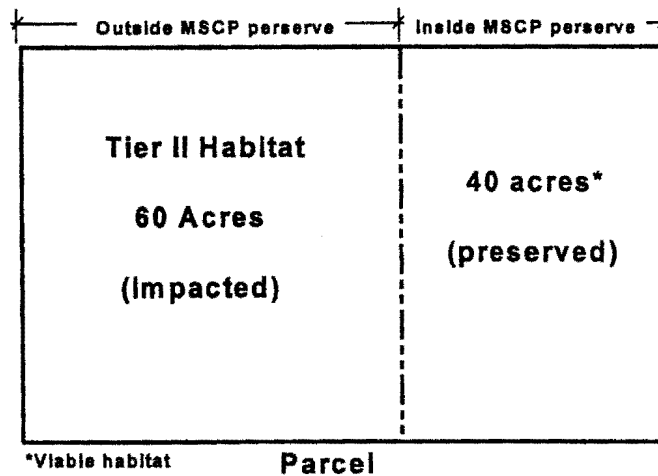 Outside MSCP perserve
Inside MSCP perserve
Tier II Habitat
60 Acres
(Impacted)
40 acres*
(preserved)
*Viable habitat
Parcel